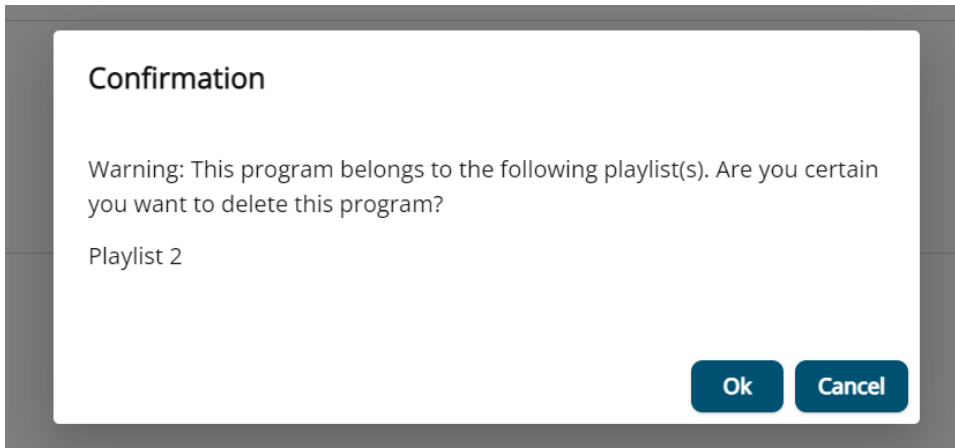 Confirmation
Warning: This program belongs to the following playlist(s). Are you certain
you want to delete this program?
Playlist 2
Ok
Cancel